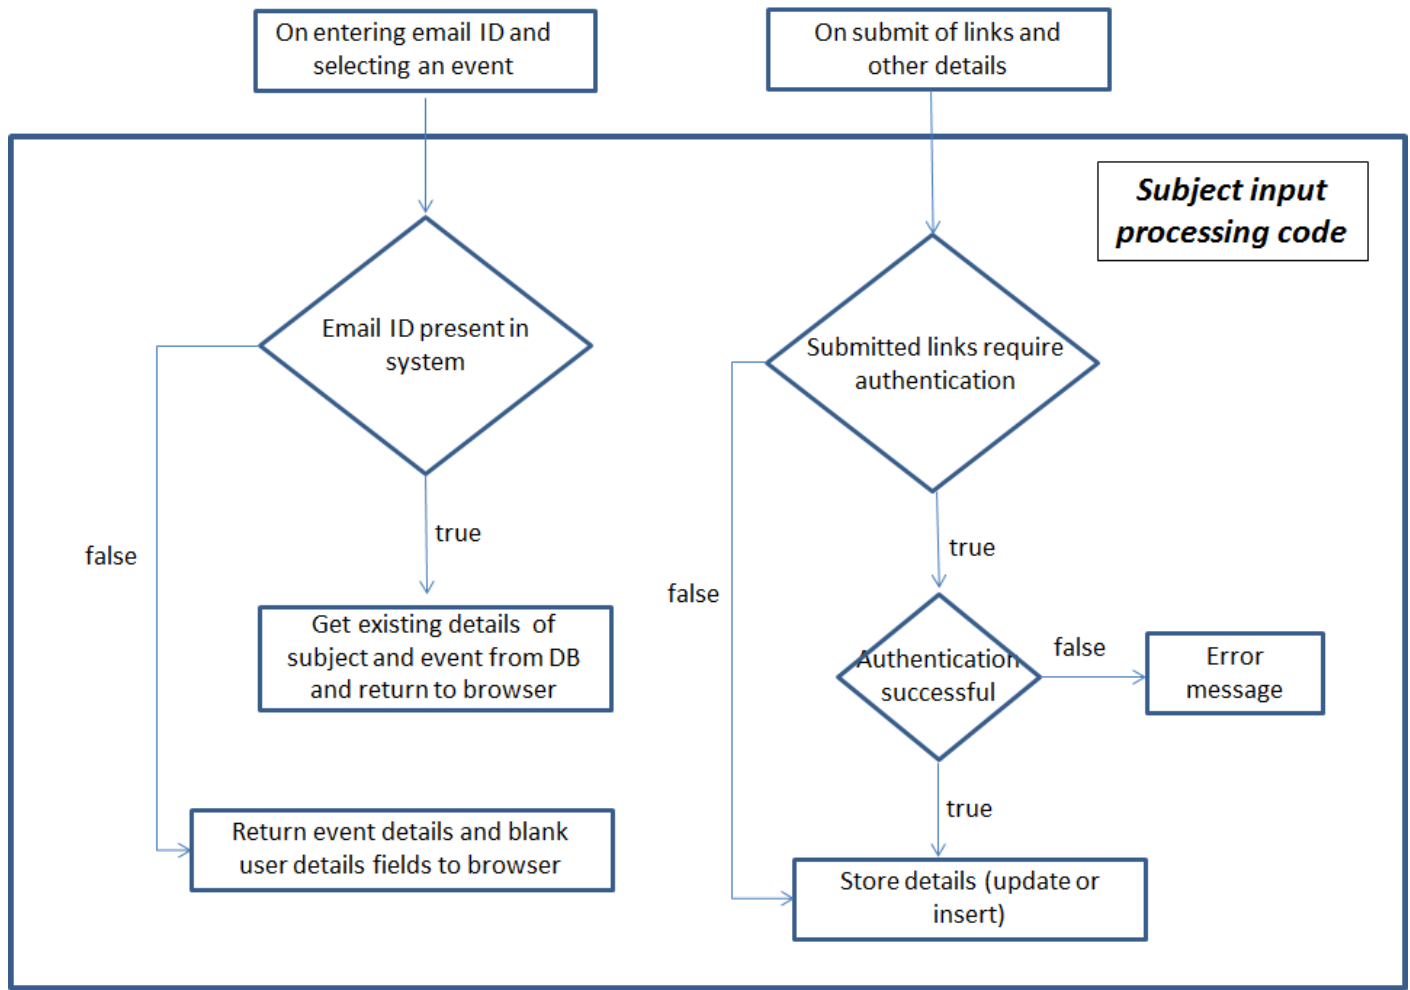 On entering email ID and
selecting an event
On submit of links and
other details
Subject input
processing code
Email ID present in
system
Submitted links require
authentication
true
false
true
false
Get existing details of
subject and event from DB
and return to browser
Authentication
successful
false
Error
message
true
Return event details and blank
user details fields to browser
Store details (update or
insert)